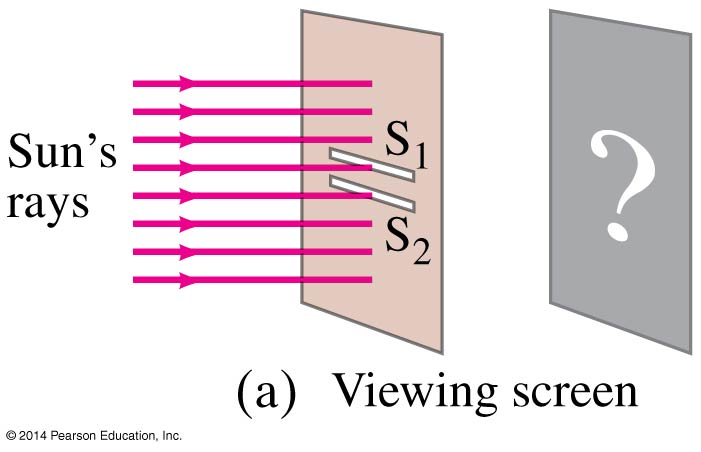 Sun's
rays
S1
S2
?
(a) Viewing screen
© 2014 Pearson Education, Inc.